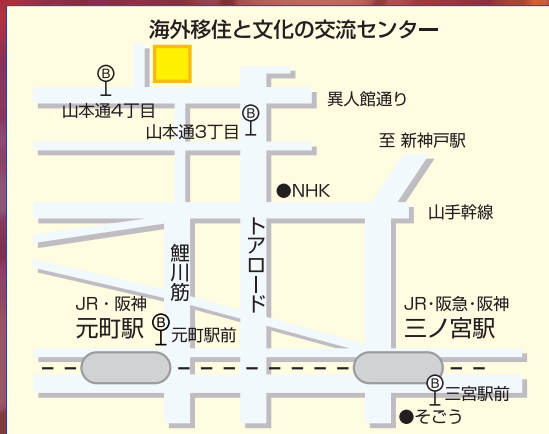 海外移住と文化の交流センター
B
山本通4丁目
異人館通り
B
山本通3丁目
至 新神戸駅
●NHK
山手幹線
トアロード
鯉川筋
JR・阪神
元町駅
B
元町駅前
JR・阪急・阪神
三ノ宮駅
B
三宮駅前
●そごう